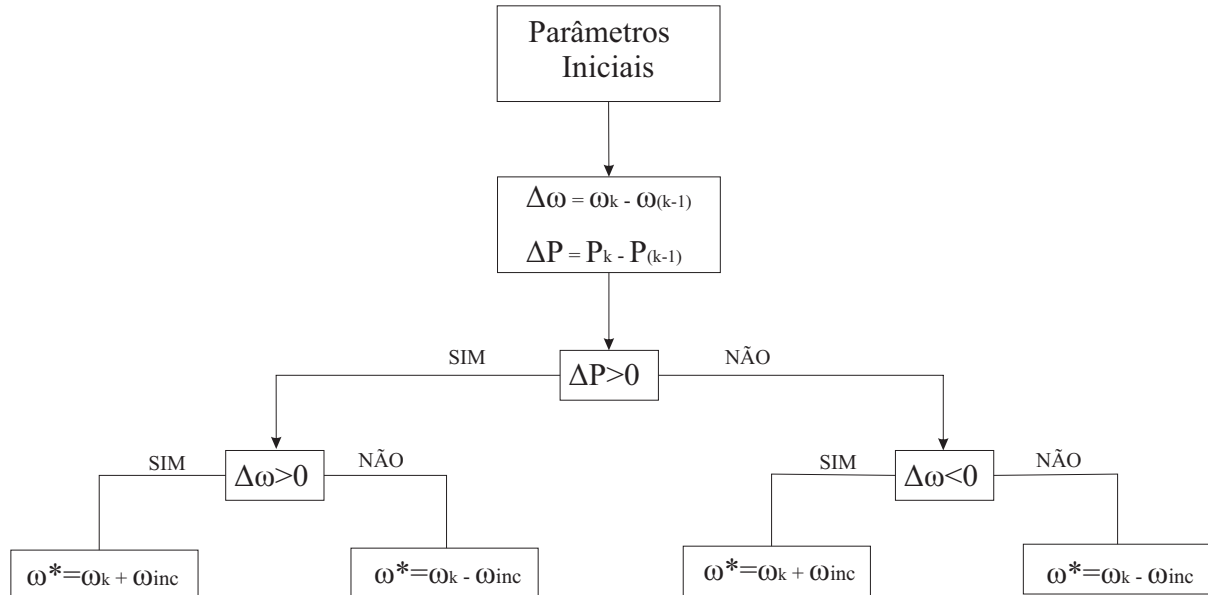 Parâmetros
Iniciais
Δω = ωk - ω(k-1)
ΔP = Pk - P(k-1)
SIM
ΔP>0
NÃO
SIM
Δω>0
NÃO
SIM
Δω<0
NÃO
ω*=ωk + ωinc
ω*=ωk - ωinc
ω*=ωk + ωinc
ω*=ωk - ωinc